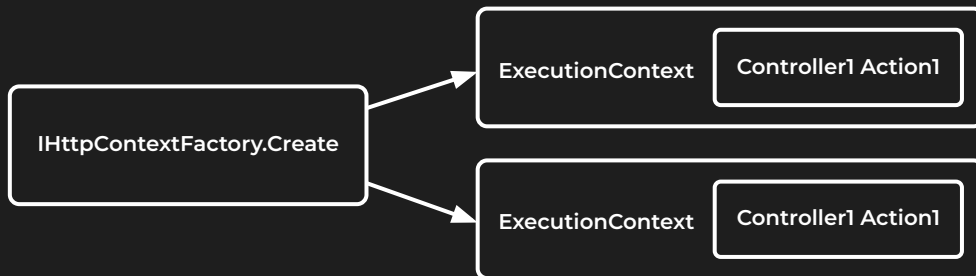 ExecutionContext
Controller1 Action1
IHttpContextFactory.Create
ExecutionContext
Controller1 Action1